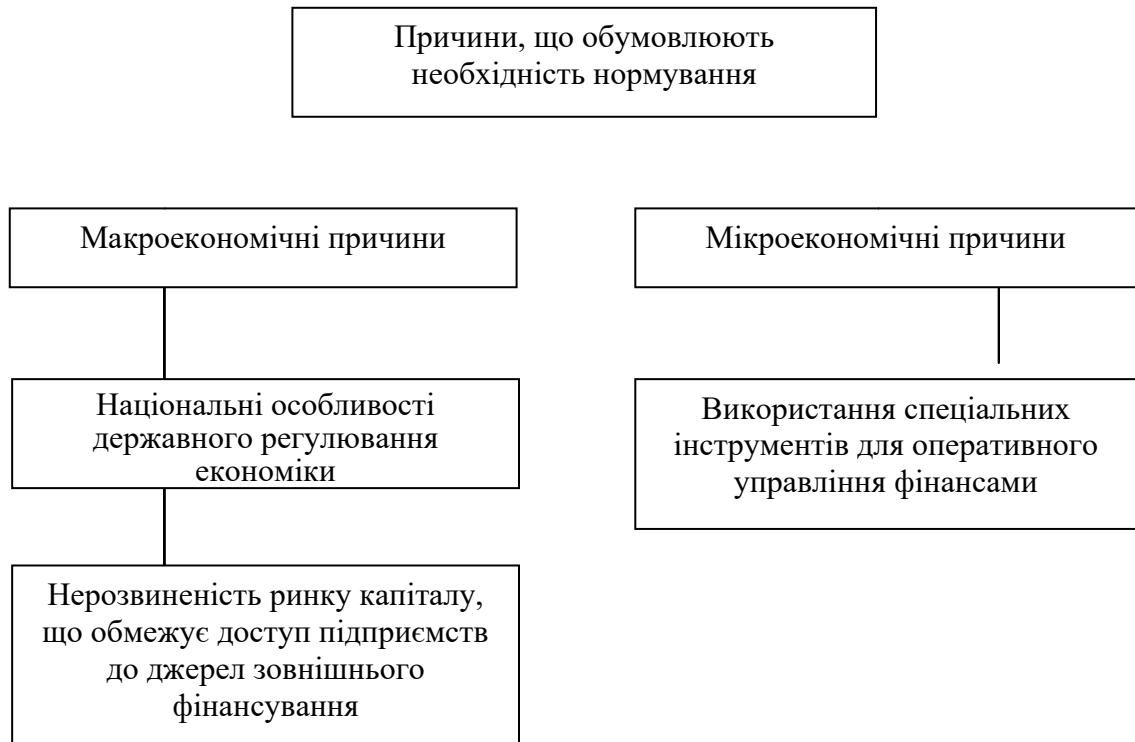 Причини, що обумовлюють
необхідність нормування
Макроекономічні причини
Мікроекономічні причини
Національні особливості
державного регулювання
економіки
Використання спеціальних
інструментів для оперативного
управління фінансами
Нерозвиненість ринку капіталу,
що обмежує доступ підприємств
до джерел зовнішнього
фінансування